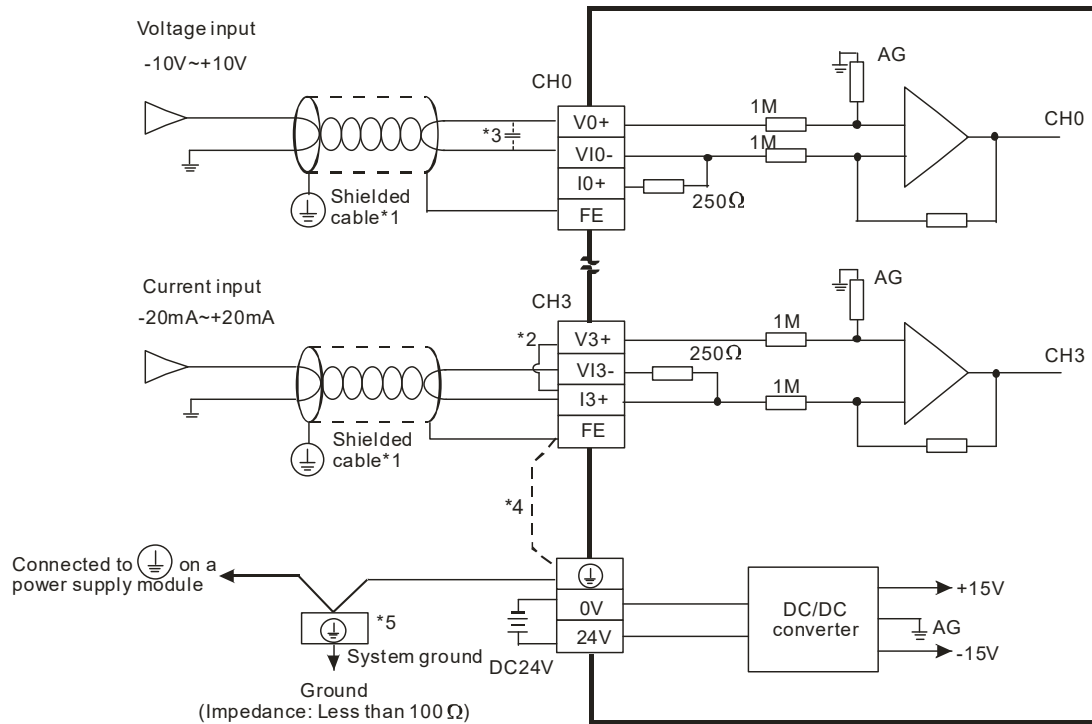 Voltage input
-10V~+10V
CH0
*3
V0+
VI0-
I0+
FE
Shielded
cable*1
1M
1M
250Ω
AG
CH0
Current input
-20mA~+20mA
CH3
*2
V3+
VI3-
I3+
FE
Shielded
cable*1
250Ω
1M
1M
AG
CH3
*4
Connected to on a
power supply module
*5
System ground
Ground
(Impedance: Less than 100Ω)
0V
24V
DC24V
DC/DC
converter
+15V
AG
-15V